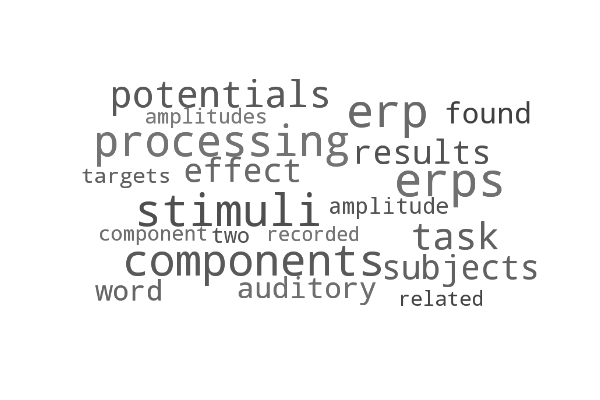 potentials
erp found
amplitudes
processing
results
targets effect
erps
stimuli amplitude
component two recorded
task
components subjects
word auditory related